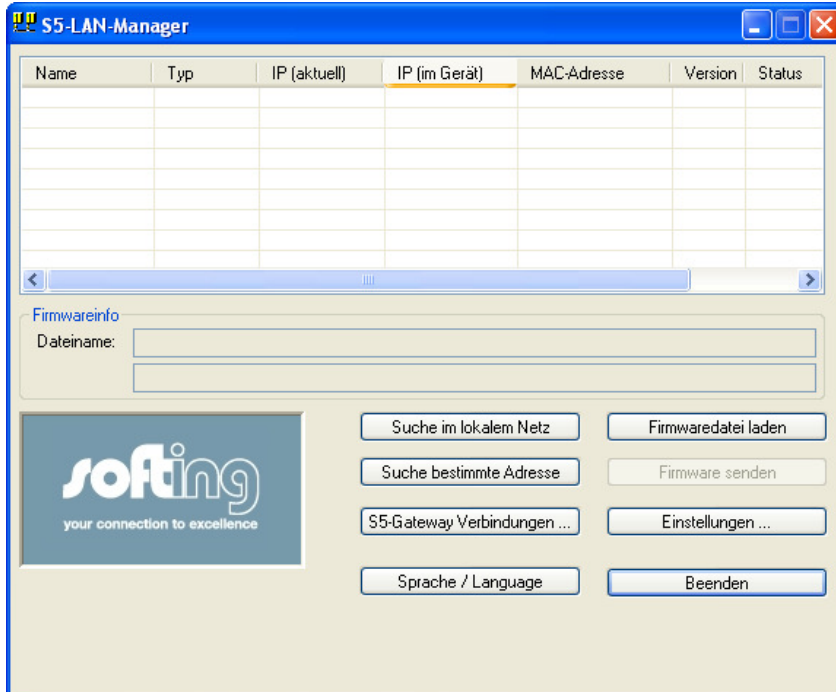 S5-LAN-Manager
Name Typ IP (aktuell) IP (im Gerät) MAC-Adresse Version Status
Firmwareinfo
Dateiname:
softing
your connection to excellence
Suche im lokalem Netz Firmwaredatei laden
Suche bestimmte Adresse Firmware senden
S5-Gateway Verbindungen ... Einstellungen ...
Sprache / Language Beenden